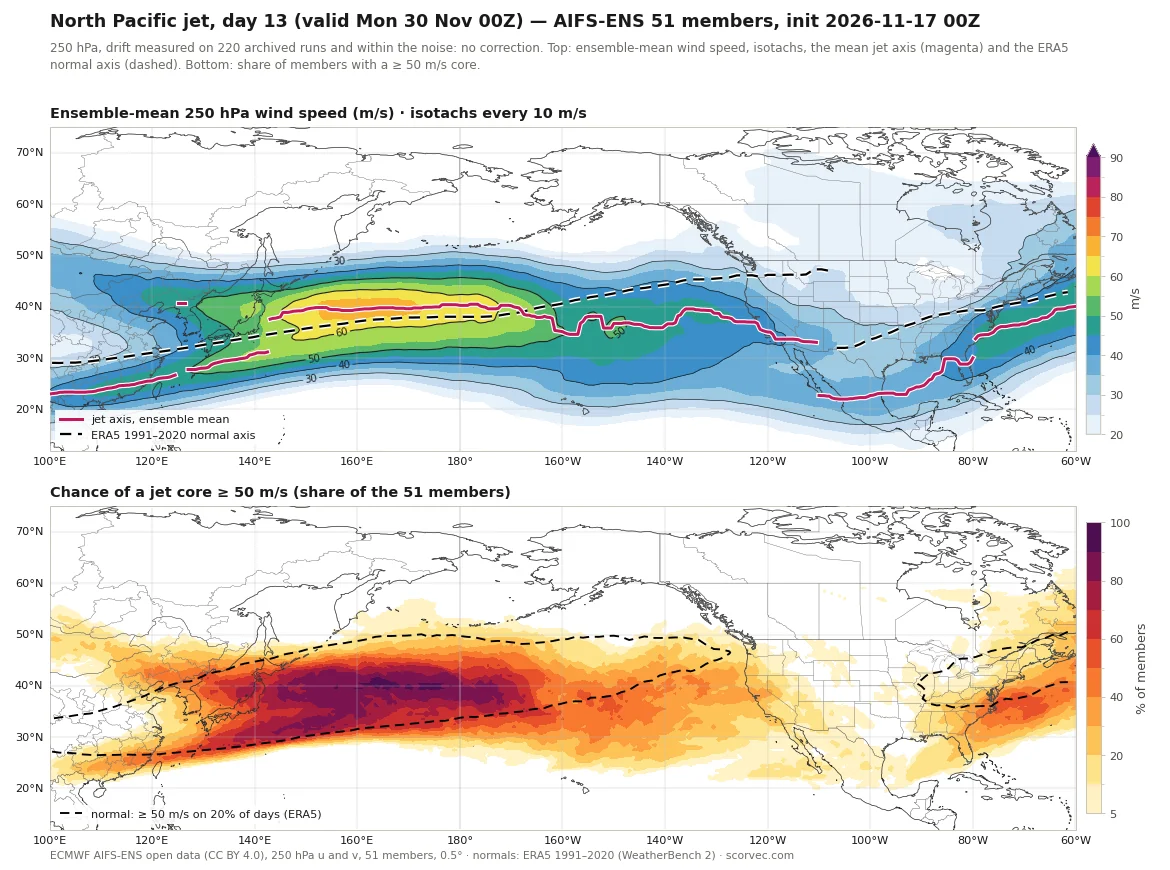 North Pacific jet, day 13 (valid Mon 30 Nov 00Z) — AIFS-ENS 51 members, init 2026-11-17 00Z
250 hPa, drift measured on 220 archived runs and within the noise: no correction. Top: ensemble-mean wind speed, isotachs, the mean jet axis (magenta) and the ERA5
normal axis (dashed). Bottom: share of members with a ≥ 50 m/s core.
Ensemble-mean 250 hPa wind speed (m/s) · isotachs every 10 m/s
70°N
60°N
50°N
40°N
30°N
20°N
30
60
50
40
30
50
40
jet axis, ensemble mean
ERA5 1991–2020 normal axis
100°E 120°E 140°E 160°E 180° 160°W 140°W 120°W 100°W 80°W 60°W
90
80
70
60
50
40
30
20
m/s
Chance of a jet core ≥ 50 m/s (share of the 51 members)
70°N
60°N
50°N
40°N
30°N
20°N
normal: ≥ 50 m/s on 20% of days (ERA5)
100°E 120°E 140°E 160°E 180° 160°W 140°W 120°W 100°W 80°W 60°W
100
80
60
40
20
5
% of members
ECMWF AIFS-ENS open data (CC BY 4.0), 250 hPa u and v, 51 members, 0.5° · normals: ERA5 1991–2020 (WeatherBench 2) · scorvec.com